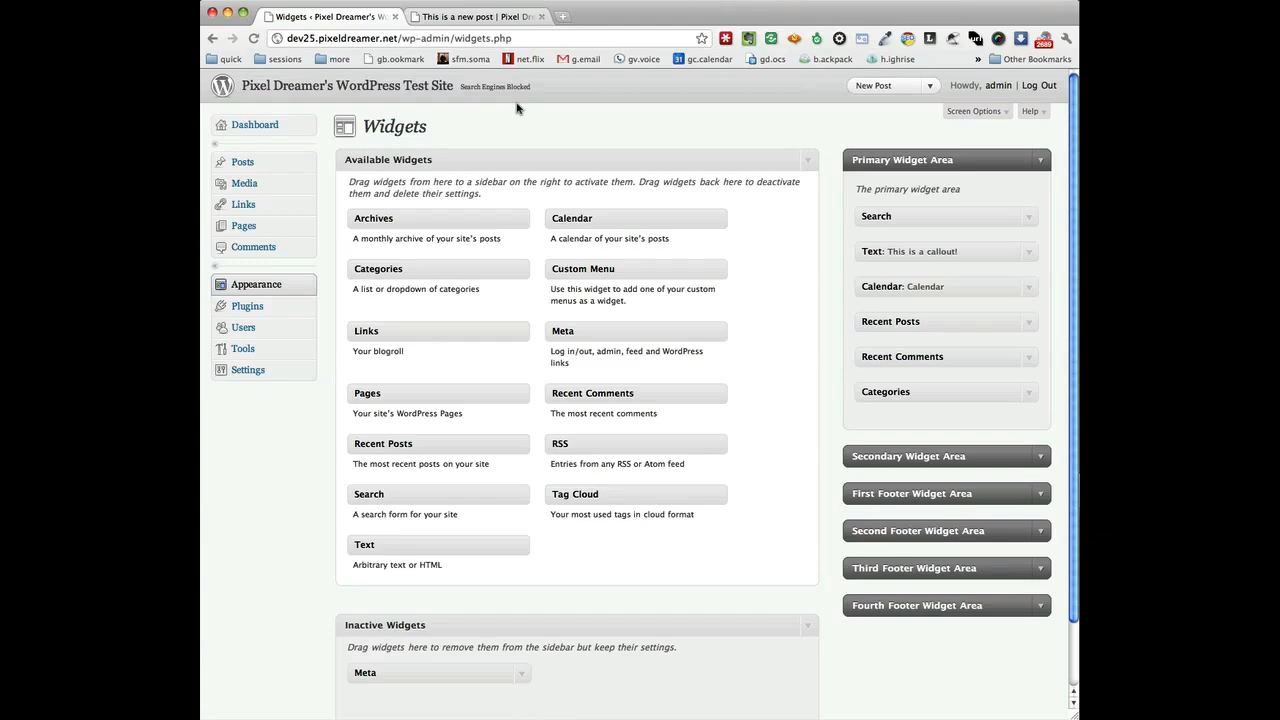 Widgets ‹ Pixel Dreamer's W
This is a new post | Pixel Dr
dev25.pixeldreamer.net/wp-admin/widgets.php
2689
quick
sessions
more
gb.ookmark
sfm.soma
net.flix
g.email
gv.voice
gc.calendar
gd.ocs
b.ackpack
h.ighrise
»
Other Bookmarks
Pixel Dreamer's WordPress Test Site
Search Engines Blocked
New Post
Howdy, admin | Log Out
Screen Options
Help
Dashboard
Posts
Media
Links
Pages
Comments
Appearance
Plugins
Users
Tools
Settings
Widgets
Available Widgets
Drag widgets from here to a sidebar on the right to activate them. Drag widgets back here to deactivate
them and delete their settings.
Archives
A monthly archive of your site's posts
Calendar
A calendar of your site's posts
Categories
A list or dropdown of categories
Custom Menu
Use this widget to add one of your custom
menus as a widget.
Links
Your blogroll
Meta
Log in/out, admin, feed and WordPress
links
Pages
Your site's WordPress Pages
Recent Comments
The most recent comments
Recent Posts
The most recent posts on your site
RSS
Entries from any RSS or Atom feed
Search
A search form for your site
Tag Cloud
Your most used tags in cloud format
Text
Arbitrary text or HTML
Inactive Widgets
Drag widgets here to remove them from the sidebar but keep their settings.
Meta
Primary Widget Area
The primary widget area
Search
Text: This is a callout!
Calendar: Calendar
Recent Posts
Recent Comments
Categories
Secondary Widget Area
First Footer Widget Area
Second Footer Widget Area
Third Footer Widget Area
Fourth Footer Widget Area